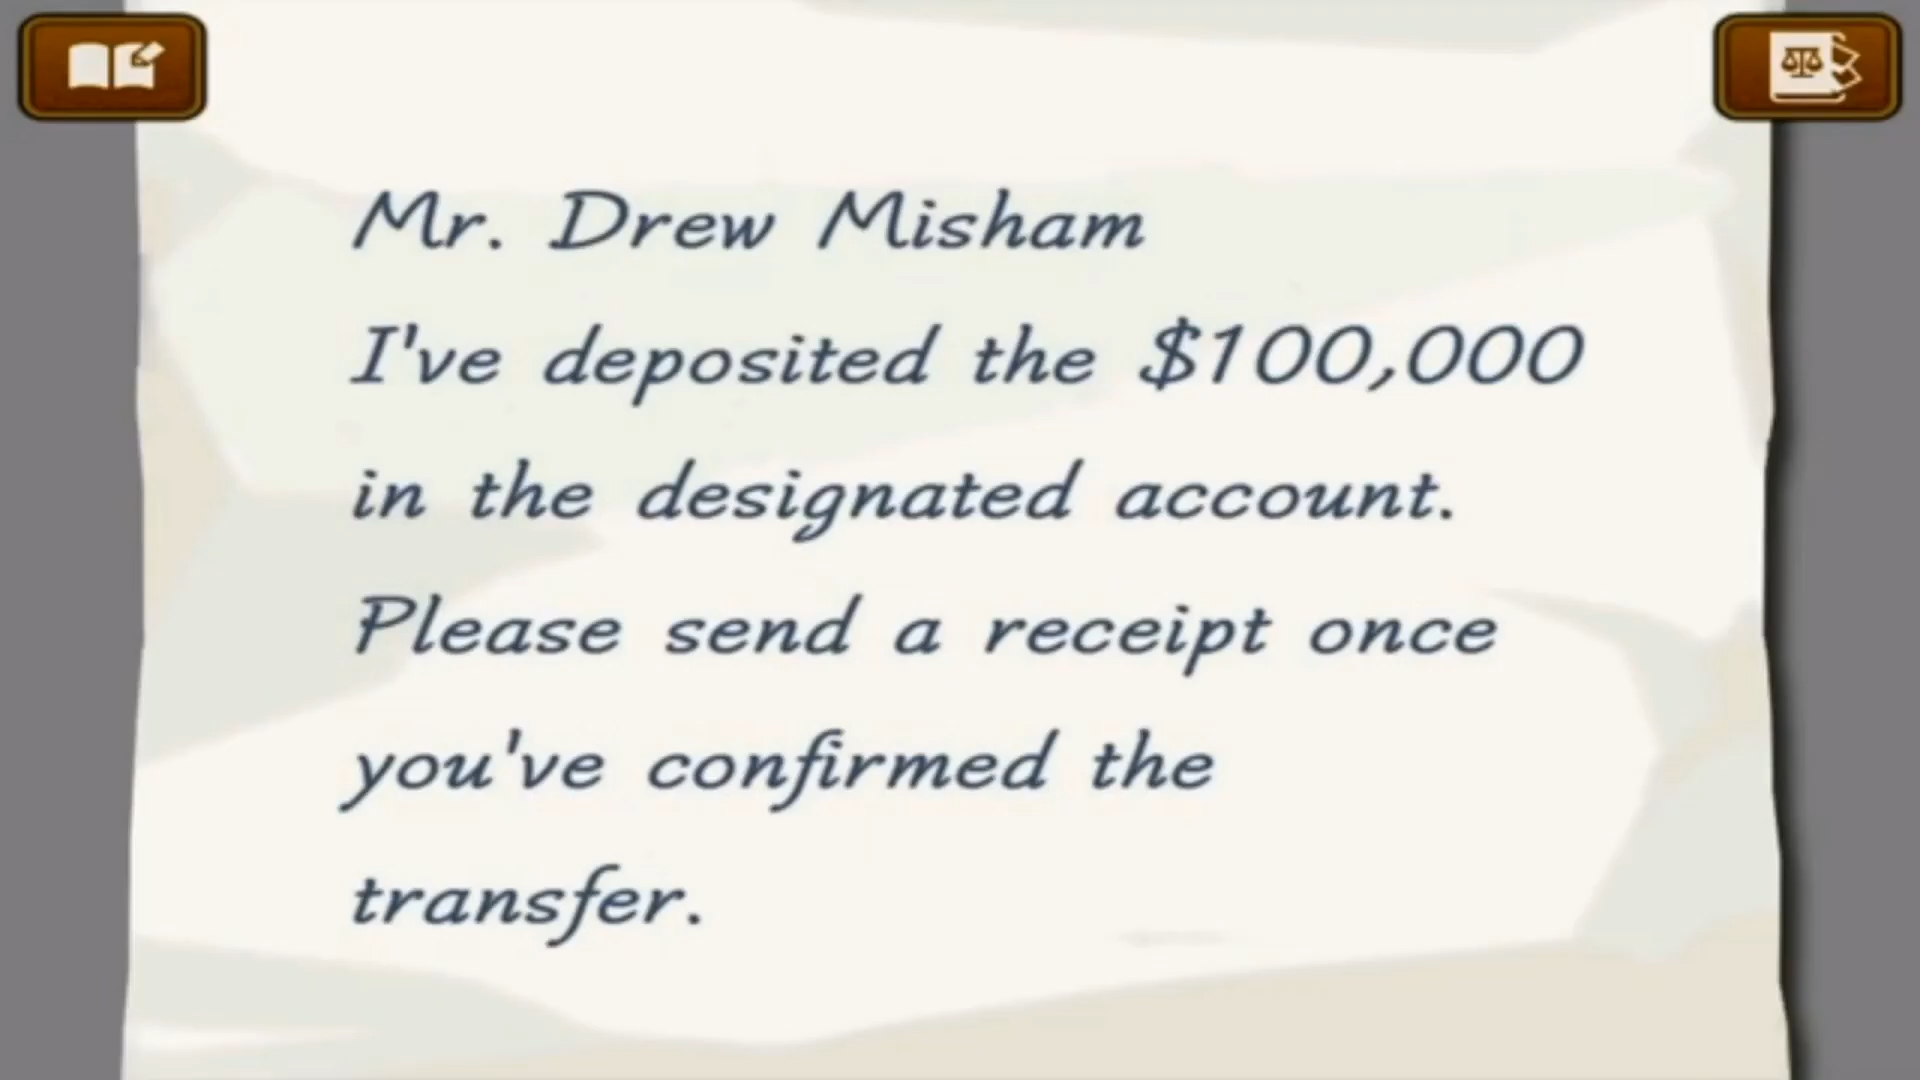 Mr. Drew Misham
I've deposited the $100,000
in the designated account.
Please send a receipt once
you've confirmed the
transfer.